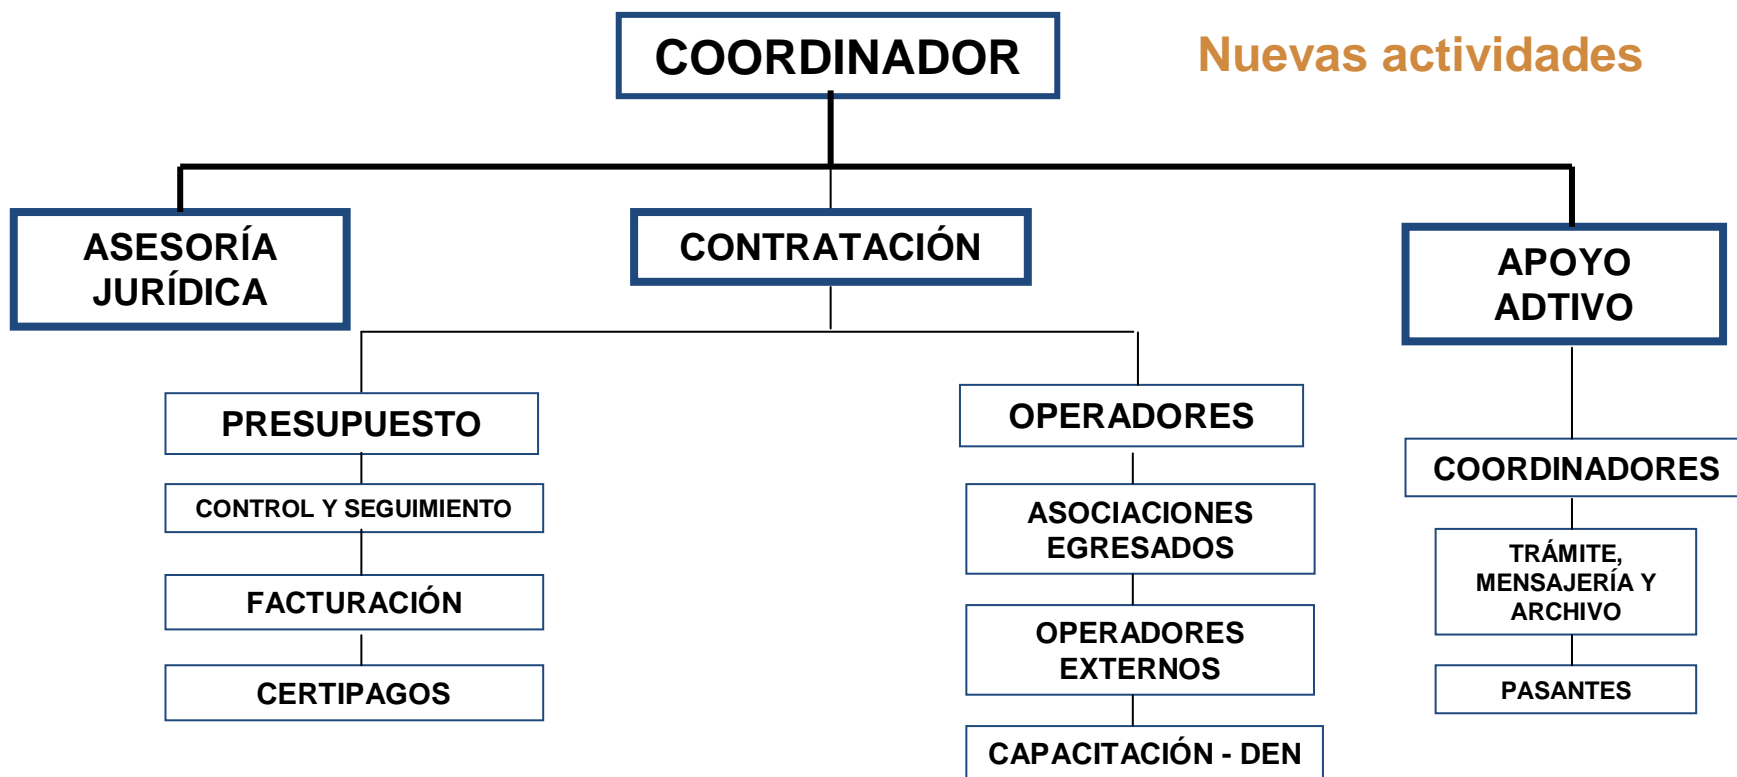 COORDINADOR
Nuevas actividades
ASESORÍA
JURÍDICA
CONTRATACIÓN
APOYO
ADTIVO
PRESUPUESTO
CONTROL Y SEGUIMIENTO
FACTURACIÓN
CERTIPAGOS
OPERADORES
ASOCIACIONES
EGRESADOS
OPERADORES
EXTERNOS
CAPACITACIÓN - DEN
COORDINADORES
TRÁMITE,
MENSAJERÍA Y
ARCHIVO
PASANTES